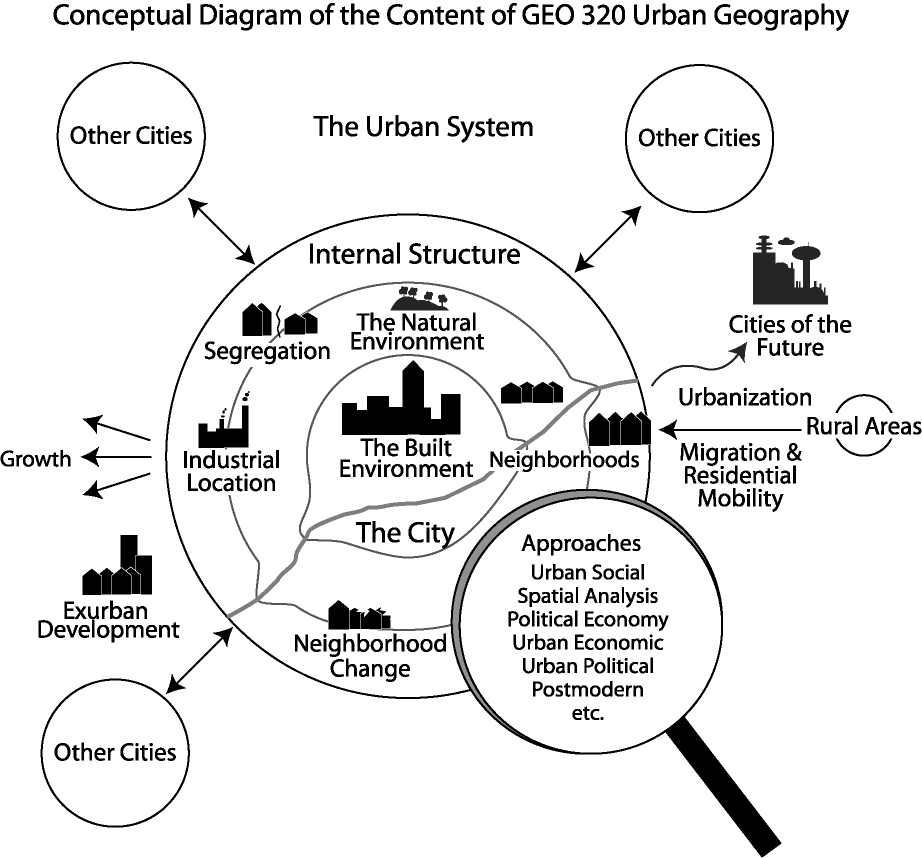 Conceptual Diagram of the Content of GEO 320 Urban Geography
Other Cities
The Urban System
Other Cities
Internal Structure
The Natural
Environment
Segregation
Cities of the
Future
Urbanization
Rural Areas
Migration &
Residential
Mobility
Growth
Industrial
Location
The Built
Environment
Neighborhoods
The City
Exurban
Development
Neighborhood
Change
Approaches
Urban Social
Spatial Analysis
Political Economy
Urban Economic
Urban Political
Postmodern
etc.
Other Cities